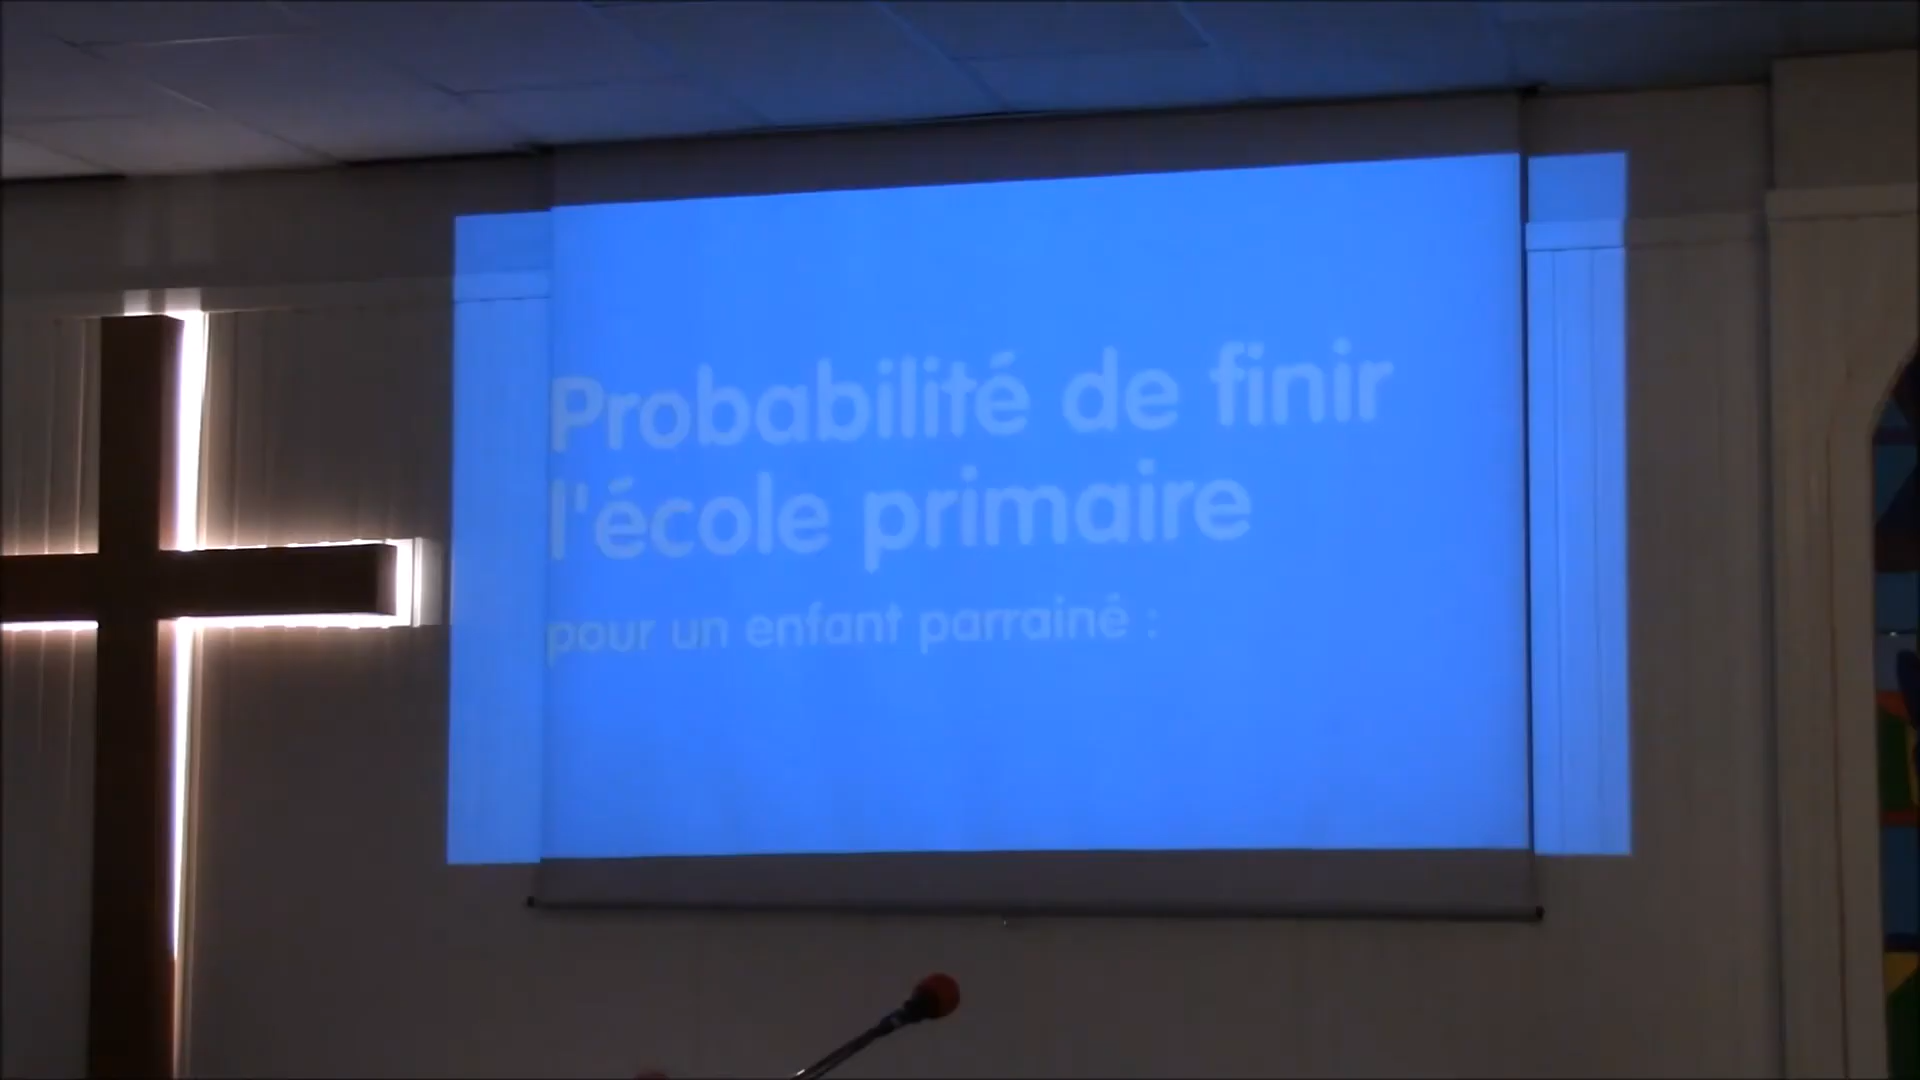 Probabilité de finir
l'école primaire
pour un enfant parrainé :